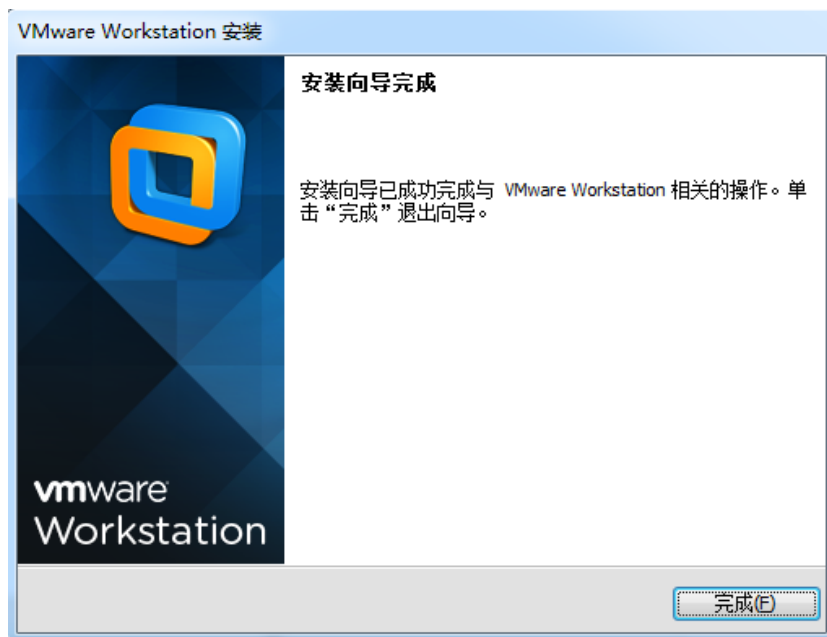 VMware Workstation 安装
安装向导完成
安装向导已成功完成与 VMware Workstation 相关的操作。单
击“完成”退出向导。
vmware
Workstation
完成(F)